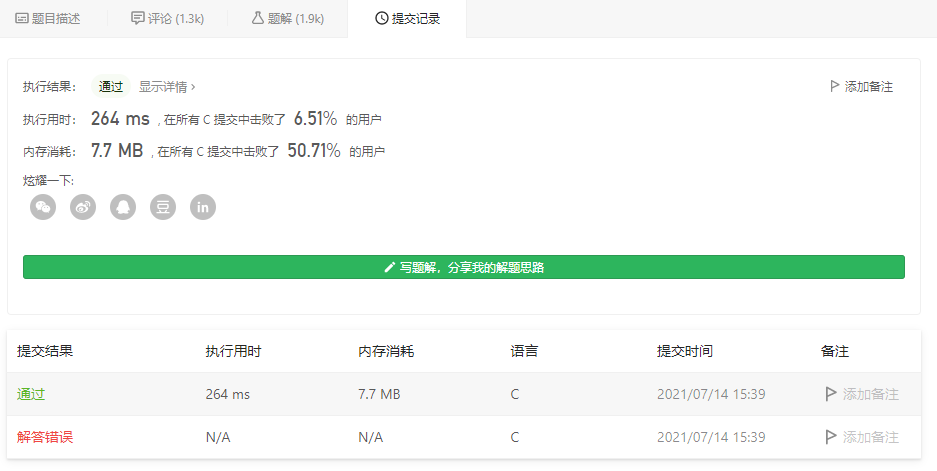 题目描述 评论 (1.3k) 题解 (1.9k) 提交记录
执行结果： 通过 显示详情 › 添加备注
执行用时： 264 ms , 在所有 C 提交中击败了 6.51% 的用户
内存消耗： 7.7 MB , 在所有 C 提交中击败了 50.71% 的用户
炫耀一下:
豆 in
写题解，分享我的解题思路
提交结果 执行用时 内存消耗 语言 提交时间 备注
通过 264 ms 7.7 MB C 2021/07/14 15:39 添加备注
解答错误 N/A N/A C 2021/07/14 15:39 添加备注